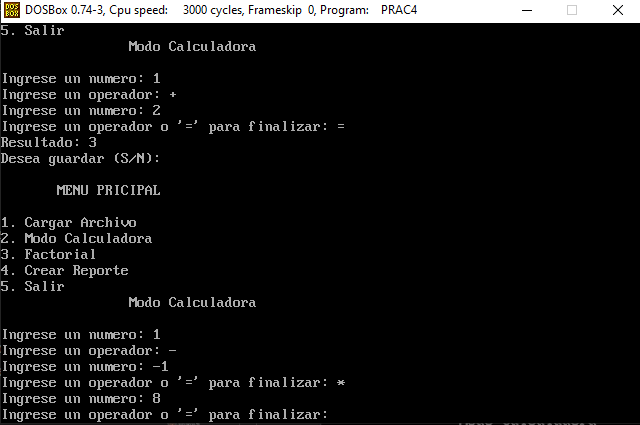 DOSBox 0.74-3, Cpu speed: 3000 cycles, Frameskip 0, Program: PRAC4
5. Salir
Modo Calculadora
Ingrese un numero: 1
Ingrese un operador: +
Ingrese un numero: 2
Ingrese un operador o '=' para finalizar: =
Resultado: 3
Desea guardar (S/N):
MENU PRICIPAL
1. Cargar Archivo
2. Modo Calculadora
3. Factorial
4. Crear Reporte
5. Salir
Modo Calculadora
Ingrese un numero: 1
Ingrese un operador: -
Ingrese un numero: -1
Ingrese un operador o '=' para finalizar: *
Ingrese un numero: 8
Ingrese un operador o '=' para finalizar: